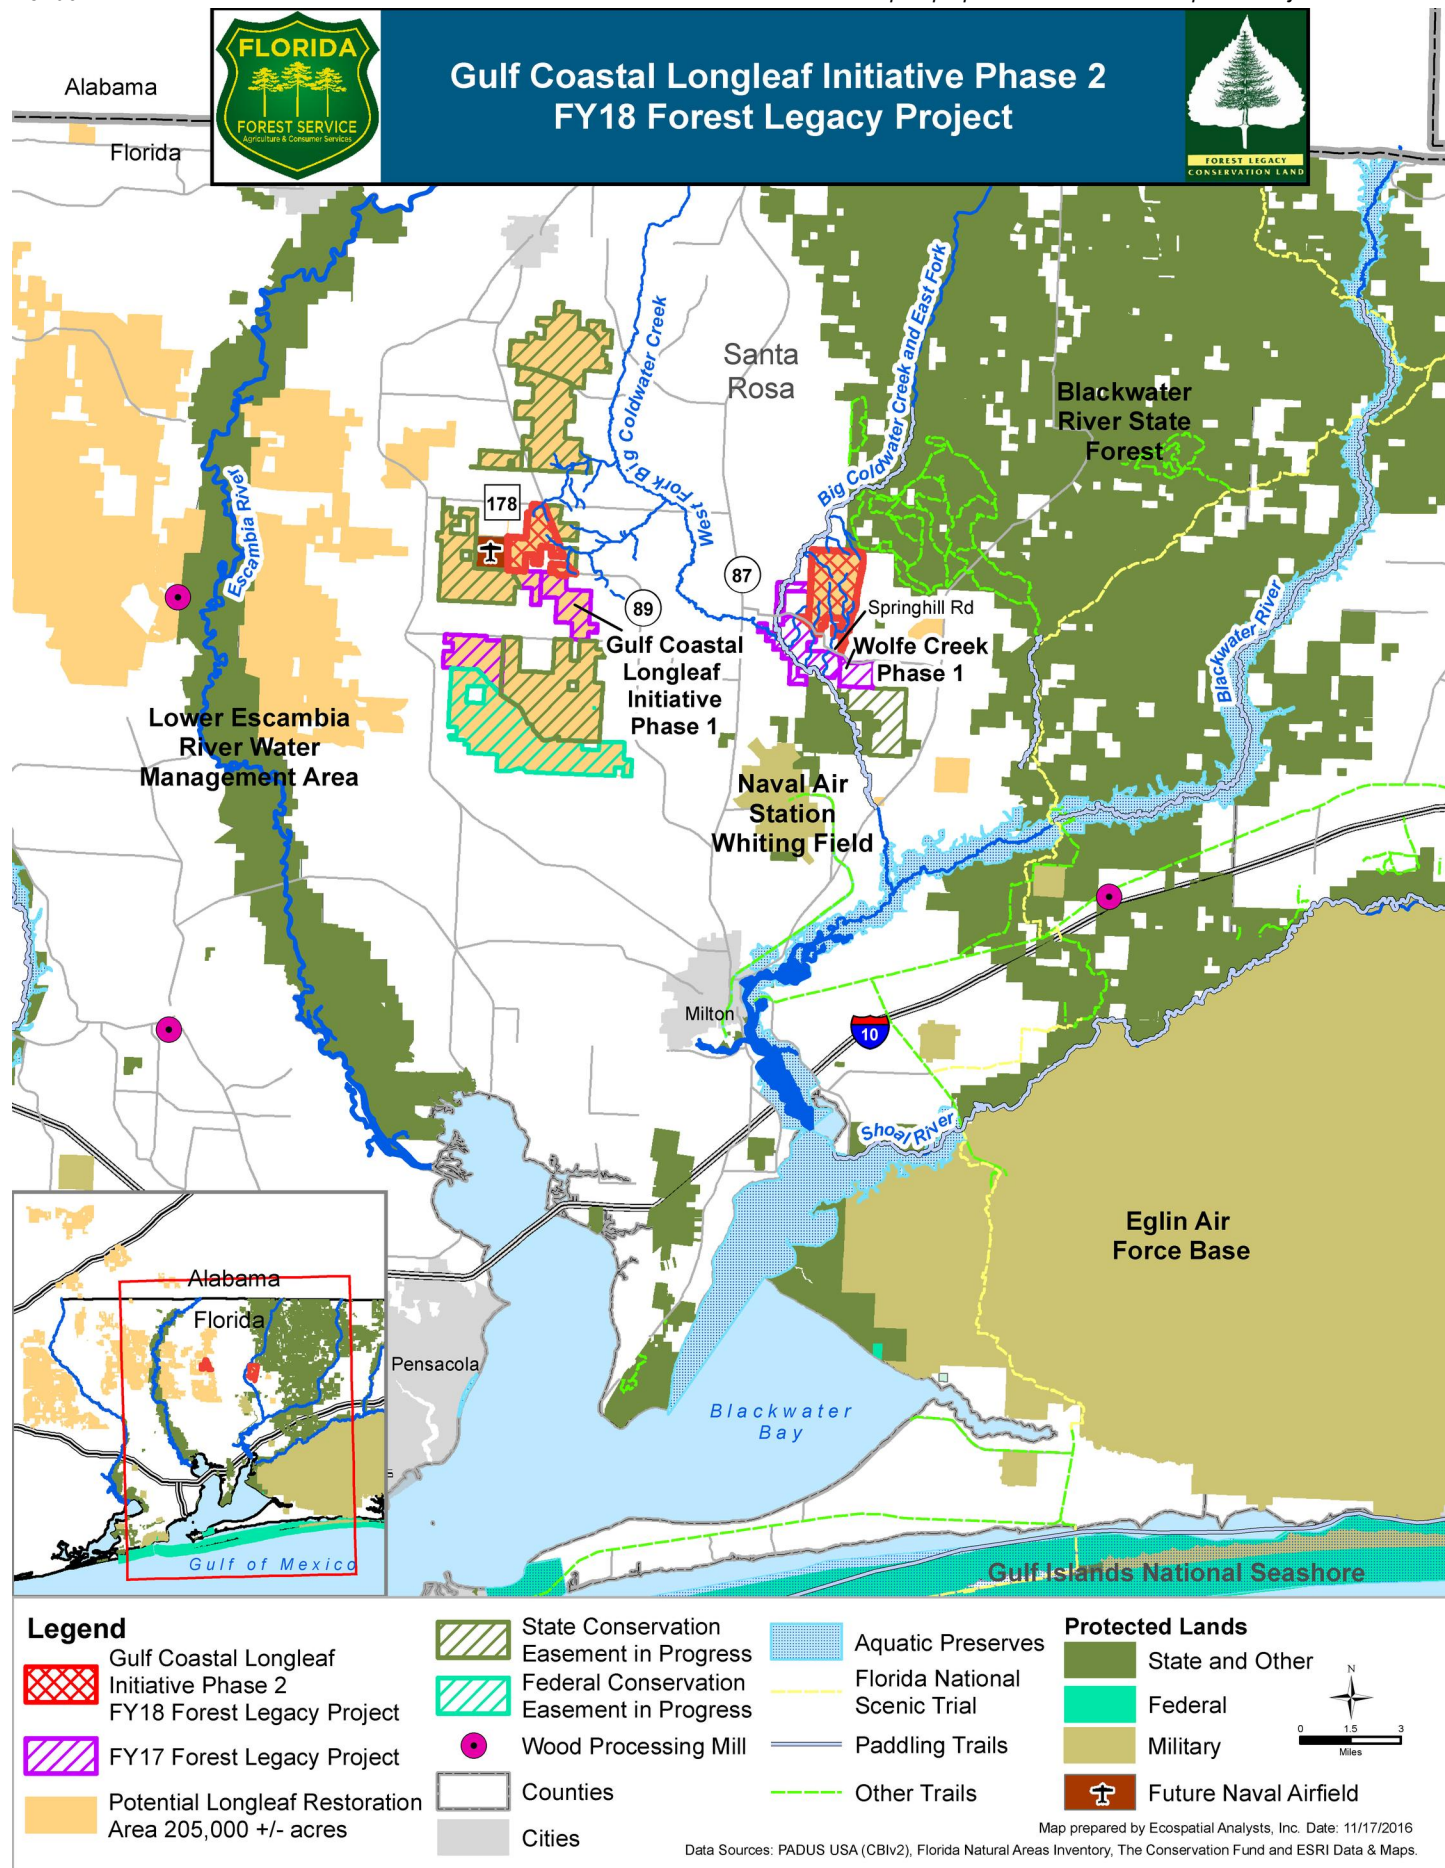 Alabama
Florida
FLORIDA
FOREST SERVICE
Agriculture & Consumer Services
Gulf Coastal Longleaf Initiative Phase 2
FY18 Forest Legacy Project
FOREST LEGACY
CONSERVATION LAND
Santa
Rosa
West Fork Big Coldwater Creek
Big Coldwater Creek and East Fork
Blackwater
River State
Forest
Escambia River
178
87
89
Springhill Rd
Gulf Coastal
Longleaf
Initiative
Phase 1
Wolfe Creek
Phase 1
Blackwater River
Lower Escambia
River Water
Management Area
Naval Air
Station
Whiting Field
Milton
10
Shoal River
Eglin Air
Force Base
Alabama
Florida
Gulf of Mexico
Pensacola
Blackwater
Bay
Gulf Islands National Seashore
Legend
Gulf Coastal Longleaf
Initiative Phase 2
FY18 Forest Legacy Project
FY17 Forest Legacy Project
Potential Longleaf Restoration
Area 205,000 +/- acres
State Conservation
Easement in Progress
Federal Conservation
Easement in Progress
Wood Processing Mill
Counties
Cities
Aquatic Preserves
Florida National
Scenic Trial
Paddling Trails
Other Trails
Protected Lands
State and Other
Federal
Military
Future Naval Airfield
N
0 1.5 3
Miles
Map prepared by Ecospatial Analysts, Inc. Date: 11/17/2016
Data Sources: PADUS USA (CBIv2), Florida Natural Areas Inventory, The Conservation Fund and ESRI Data & Maps.